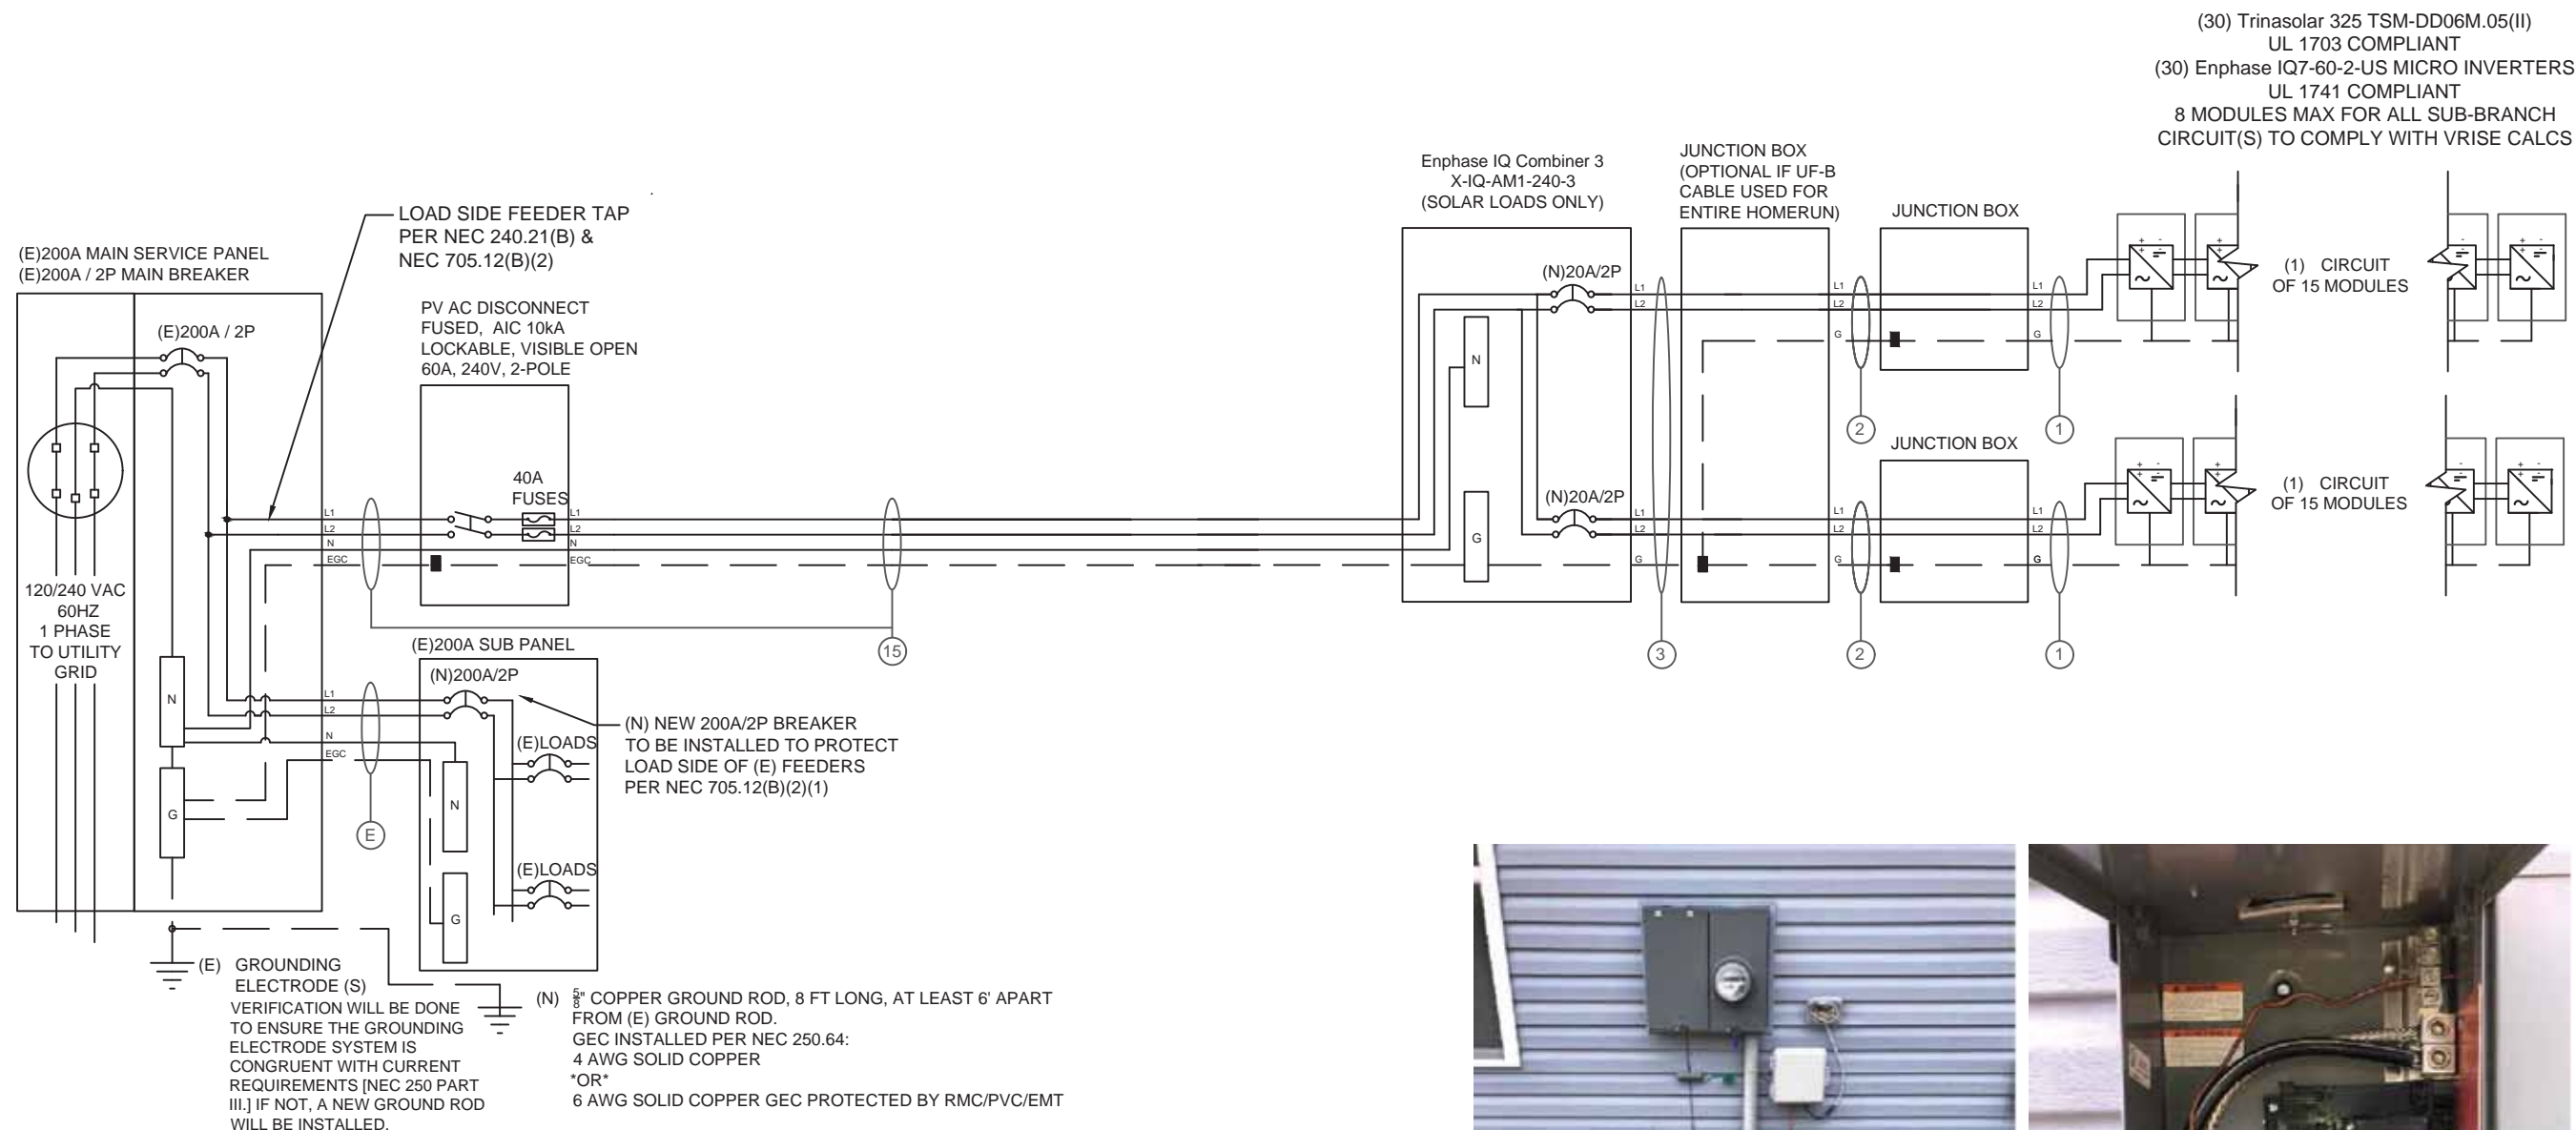 (30) Trinasolar 325 TSM-DD06M.05(II)
UL 1703 COMPLIANT
(30) Enphase IQ7-60-2-US MICRO INVERTERS
UL 1741 COMPLIANT
8 MODULES MAX FOR ALL SUB-BRANCH
CIRCUIT(S) TO COMPLY WITH VRISE CALCS
LOAD SIDE FEEDER TAP
PER NEC 240.21(B) &
NEC 705.12(B)(2)
(E)200A MAIN SERVICE PANEL
(E)200A / 2P MAIN BREAKER
(E)200A / 2P
120/240 VAC
60HZ
1 PHASE
TO UTILITY
GRID
N
G
L1
L2
N
EGC
L1
L2
N
EGC
PV AC DISCONNECT
FUSED, AIC 10kA
LOCKABLE, VISIBLE OPEN
60A, 240V, 2-POLE
40A
FUSES
L1
L2
N
EGC
15
(E)200A SUB PANEL
(N)200A/2P
(E)LOADS
(E)LOADS
N
G
E
(N) NEW 200A/2P BREAKER
TO BE INSTALLED TO PROTECT
LOAD SIDE OF (E) FEEDERS
PER NEC 705.12(B)(2)(1)
Enphase IQ Combiner 3
X-IQ-AM1-240-3
(SOLAR LOADS ONLY)
(N)20A/2P
N
G
(N)20A/2P
L1
L2
L1
L2
G
3
JUNCTION BOX
(OPTIONAL IF UF-B
CABLE USED FOR
ENTIRE HOMERUN)
L1
L2
G
2
JUNCTION BOX
L1
L2
G
1
+ -
+
(1) CIRCUIT
OF 15 MODULES
-
+ -
L1
L2
G
2
JUNCTION BOX
L1
L2
G
1
+ -
+
(1) CIRCUIT
OF 15 MODULES
-
+ -
(E) GROUNDING
ELECTRODE (S)
VERIFICATION WILL BE DONE
TO ENSURE THE GROUNDING
ELECTRODE SYSTEM IS
CONGRUENT WITH CURRENT
REQUIREMENTS [NEC 250 PART
III.] IF NOT, A NEW GROUND ROD
WILL BE INSTALLED.
(N) 5/8" COPPER GROUND ROD, 8 FT LONG, AT LEAST 6' APART
FROM (E) GROUND ROD.
GEC INSTALLED PER NEC 250.64:
4 AWG SOLID COPPER
*OR*
6 AWG SOLID COPPER GEC PROTECTED BY RMC/PVC/EMT